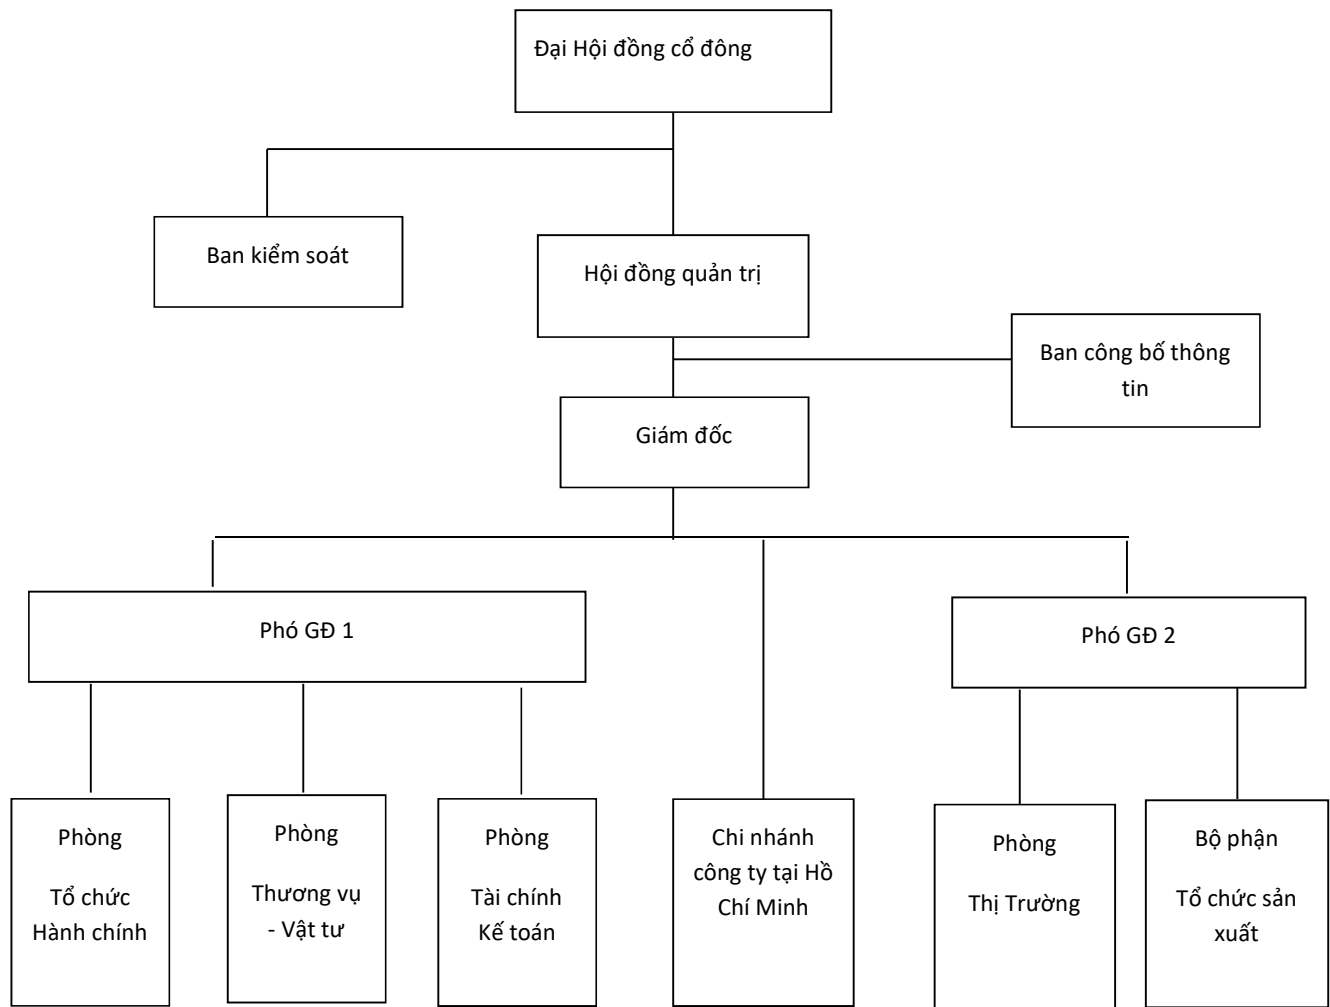 Đại Hội đồng cổ đông
Ban kiểm soát
Hội đồng quản trị
Ban công bố thông
tin
Giám đốc
Phó GĐ 1
Phó GĐ 2
Phòng
Tổ chức
Hành chính
Phòng
Thương vụ
- Vật tư
Phòng
Tài chính
Kế toán
Chi nhánh
công ty tại Hồ
Chí Minh
Phòng
Thị Trường
Bộ phận
Tổ chức sản
xuất